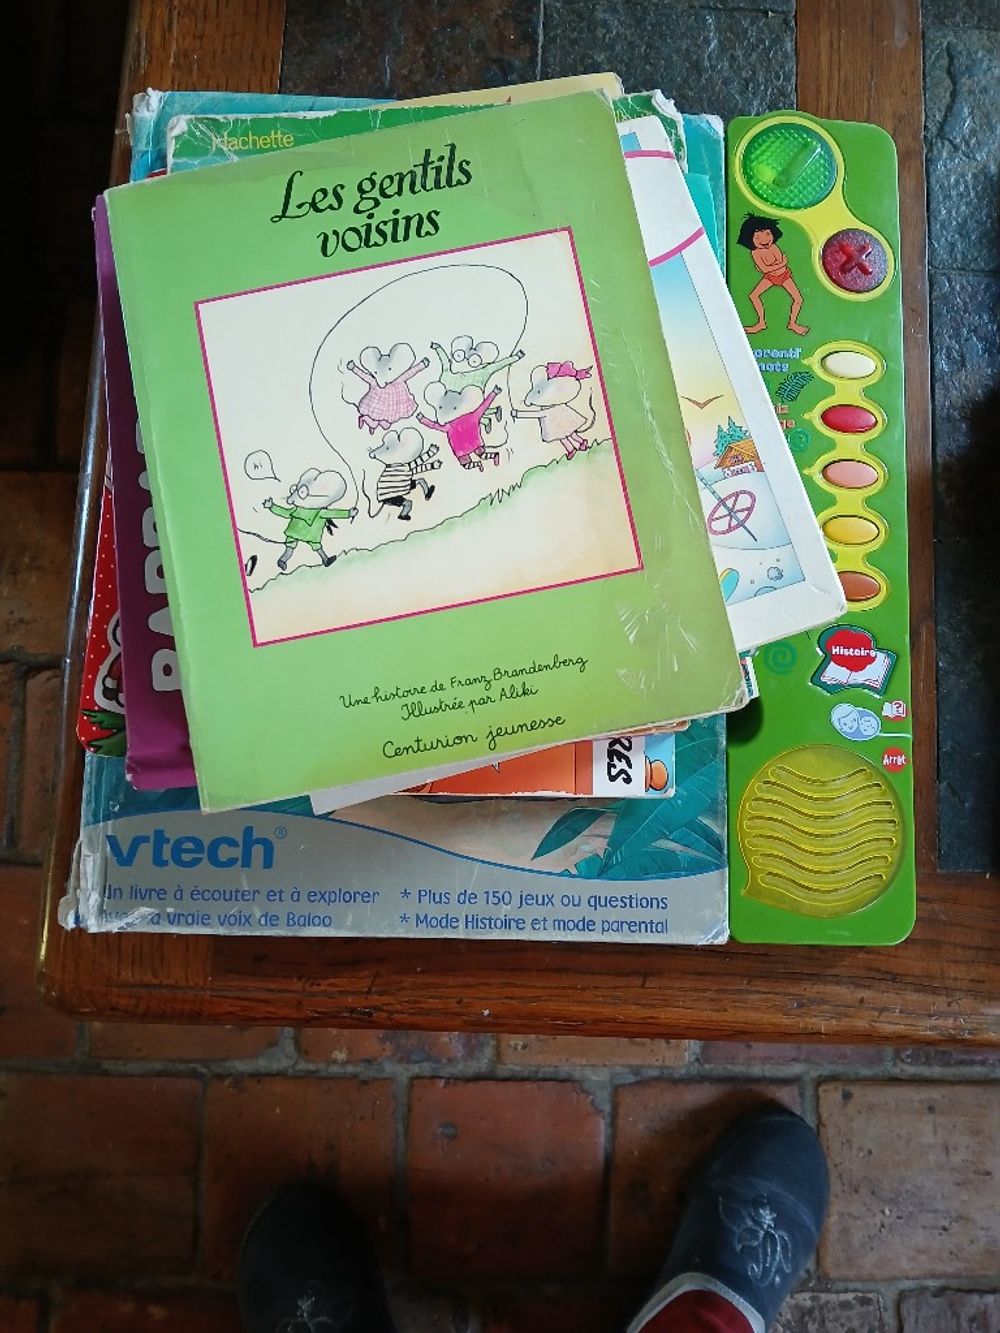 Hachette
Les gentils
voisins
Hi
Une histoire de Franz Brandenberg
Illustrée par Aliki
Centurion jeunesse
vtech®
livre à écouter et à explorer
vraie voix de Baloo
* Plus de 150 jeux ou questions
* Mode Histoire et mode parental
Histoire
Arrêt